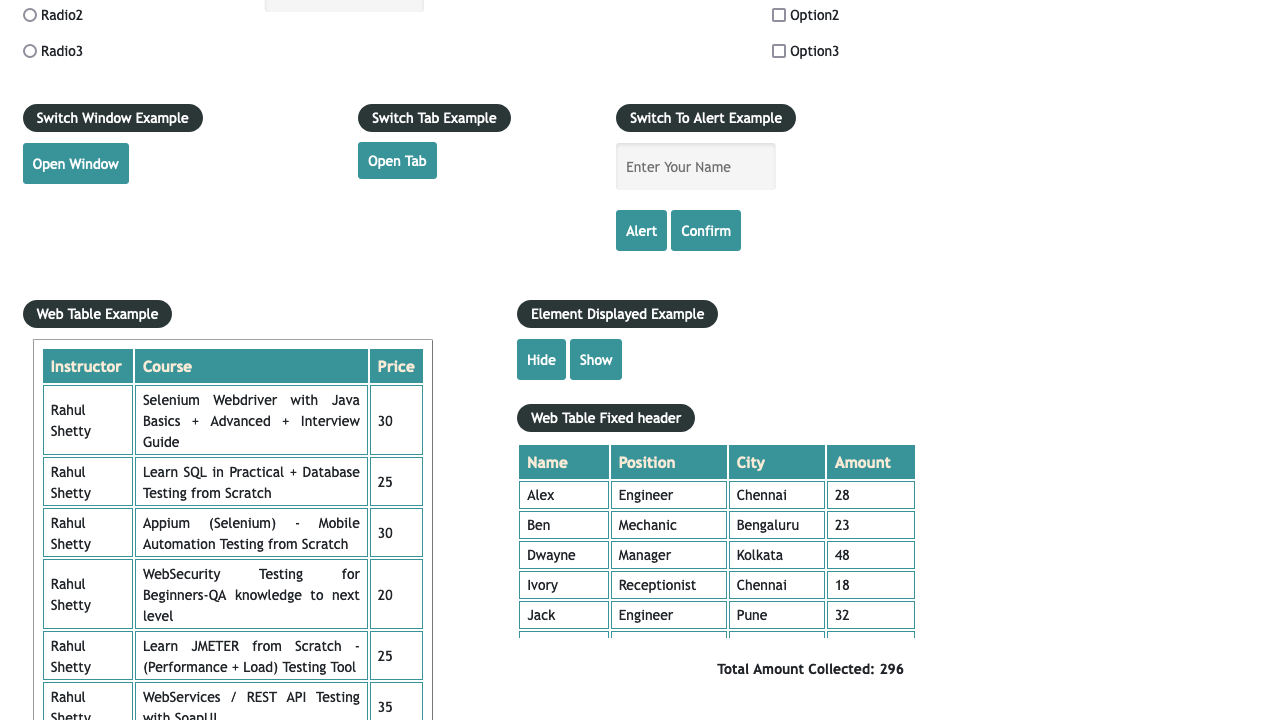 Radio2
Option2
Radio3
Option3
Switch Window Example
Switch Tab Example
Switch To Alert Example
Open Window
Open Tab
Enter Your Name
Alert Confirm
Web Table Example
Instructor Course Price
Rahul Shetty
Selenium Webdriver with Java
Basics + Advanced + Interview
Guide
30
Rahul Shetty
Learn SQL in Practical + Database
Testing from Scratch
25
Rahul Shetty
Appium (Selenium) - Mobile
Automation Testing from Scratch
30
Rahul Shetty
WebSecurity Testing for
Beginners-QA knowledge to next
level
20
Rahul Shetty
Learn JMETER from Scratch -
(Performance + Load) Testing Tool
25
Rahul Shetty
WebServices / REST API Testing
with SoapUI
35
Element Displayed Example
Hide Show
Web Table Fixed header
Name Position City Amount
Alex Engineer Chennai 28
Ben Mechanic Bengaluru 23
Dwayne Manager Kolkata 48
Ivory Receptionist Chennai 18
Jack Engineer Pune 32
Total Amount Collected: 296